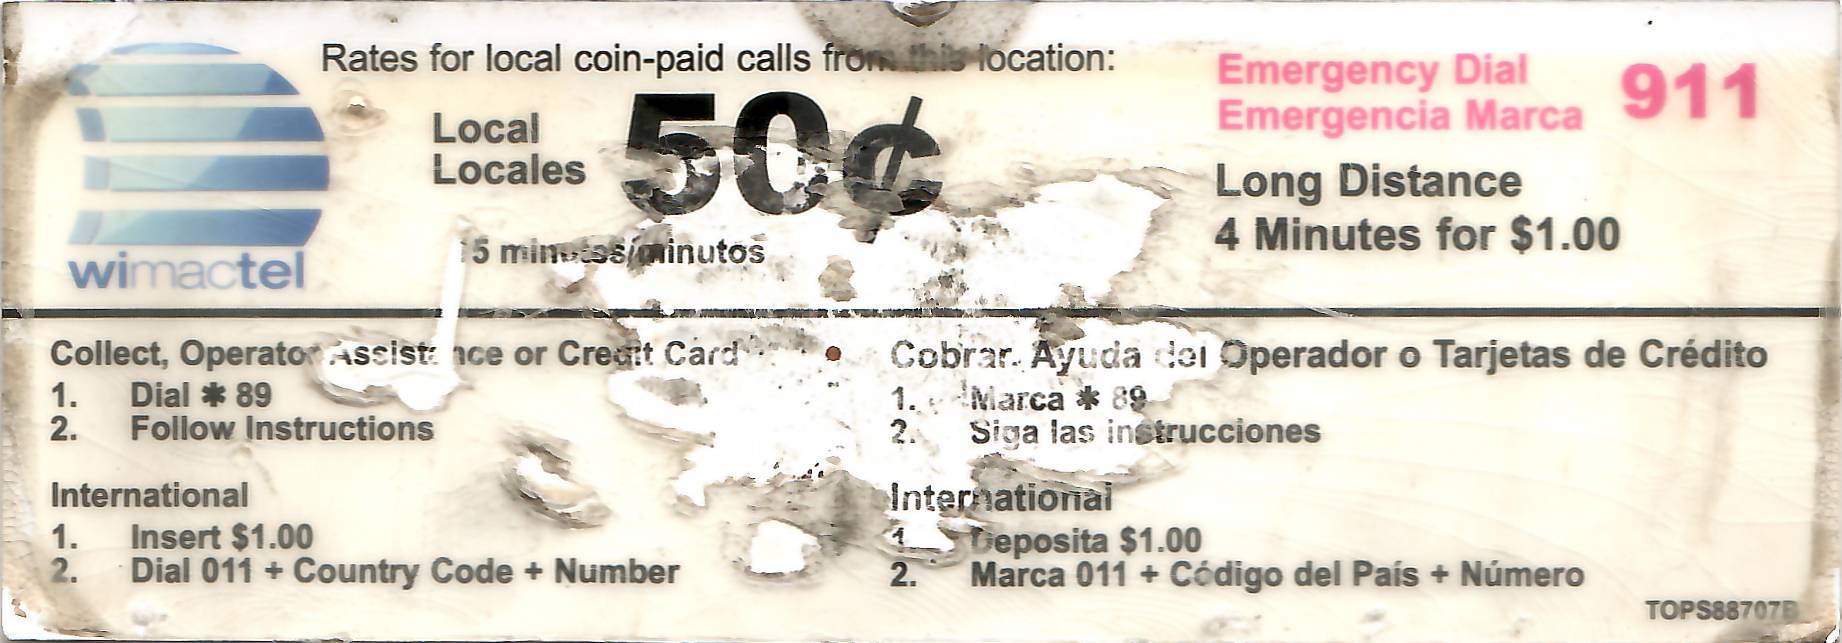 Rates for local coin-paid calls from this location:
Local
Locales
50¢
15 minutes/minutos
wimactel
Emergency Dial
Emergencia Marca
911
Long Distance
4 Minutes for $1.00
Collect, Operator Assistance or Credit Card
1. Dial ✱ 89
2. Follow Instructions
International
1. Insert $1.00
2. Dial 011 + Country Code + Number
Cobrar, Ayuda del Operador o Tarjetas de Crédito
1. Marca ✱ 89
2. Siga las instrucciones
International
1. Deposita $1.00
2. Marca 011 + Código del País + Número
TOPS88707B